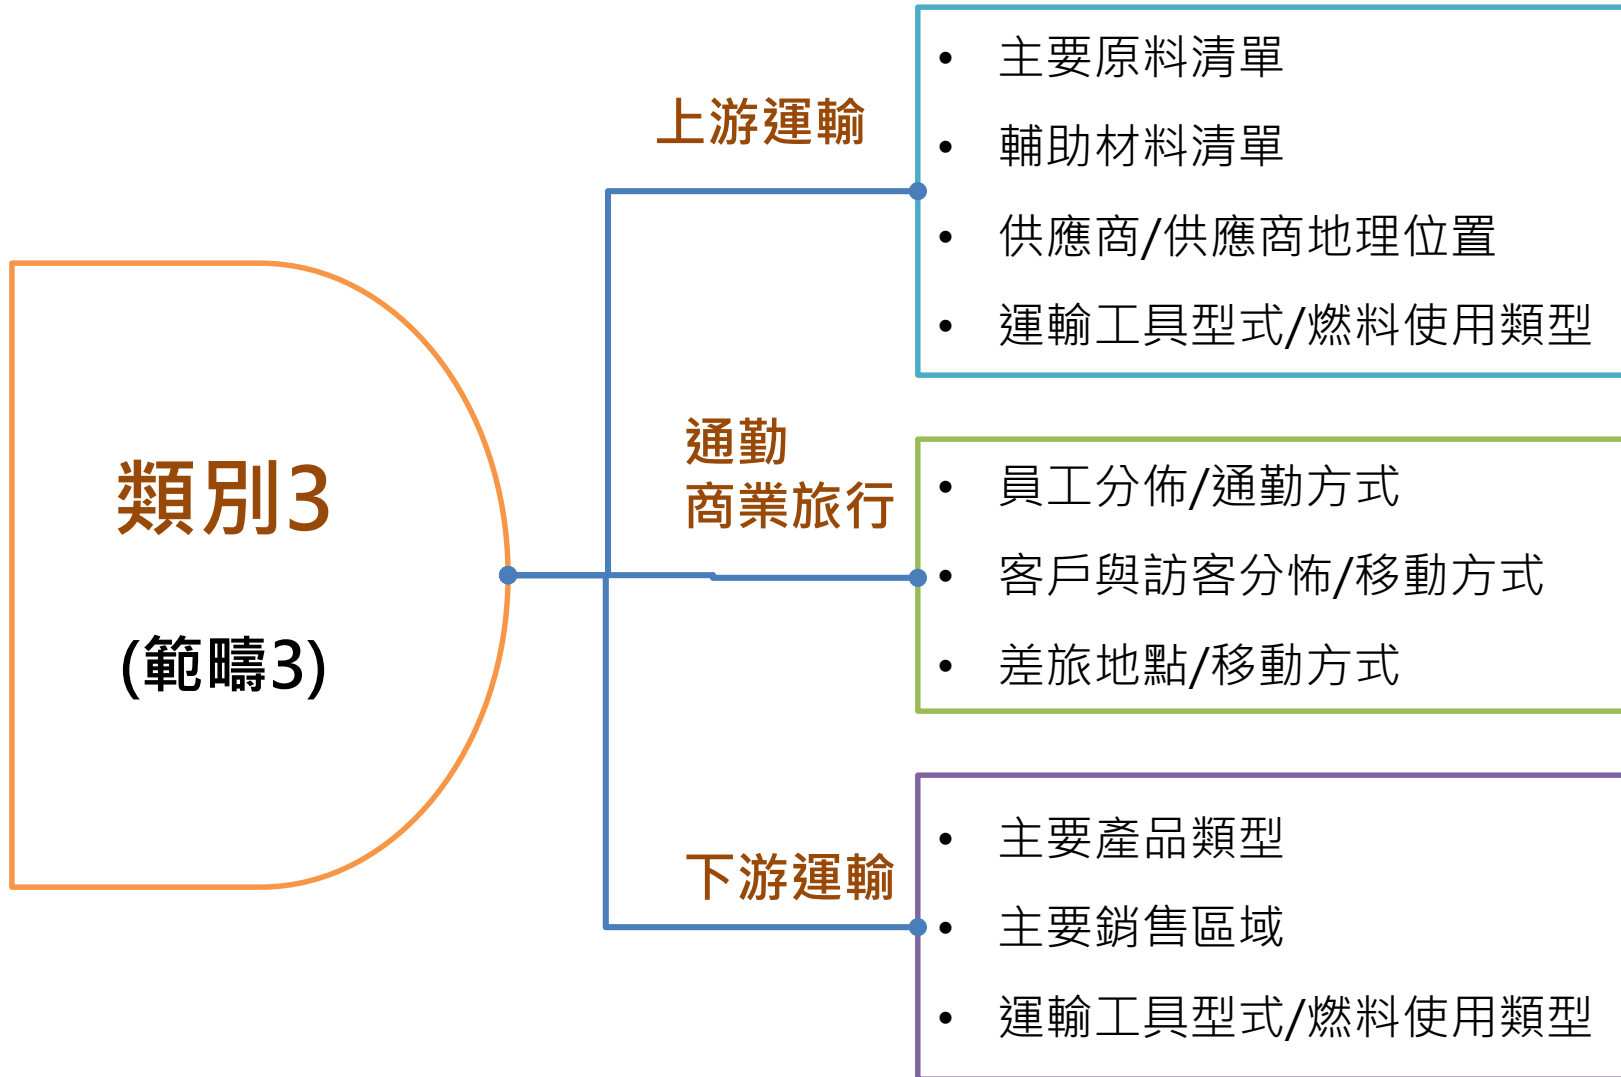 類別3
(範疇3)
上游運輸
• 主要原料清單
• 輔助材料清單
• 供應商/供應商地理位置
• 運輸工具型式/燃料使用類型
通勤
商業旅行
• 員工分佈/通勤方式
• 客戶與訪客分怖/移動方式
• 差旅地點/移動方式
下游運輸
• 主要產品類型
• 主要銷售區域
• 運輸工具型式/燃料使用類型